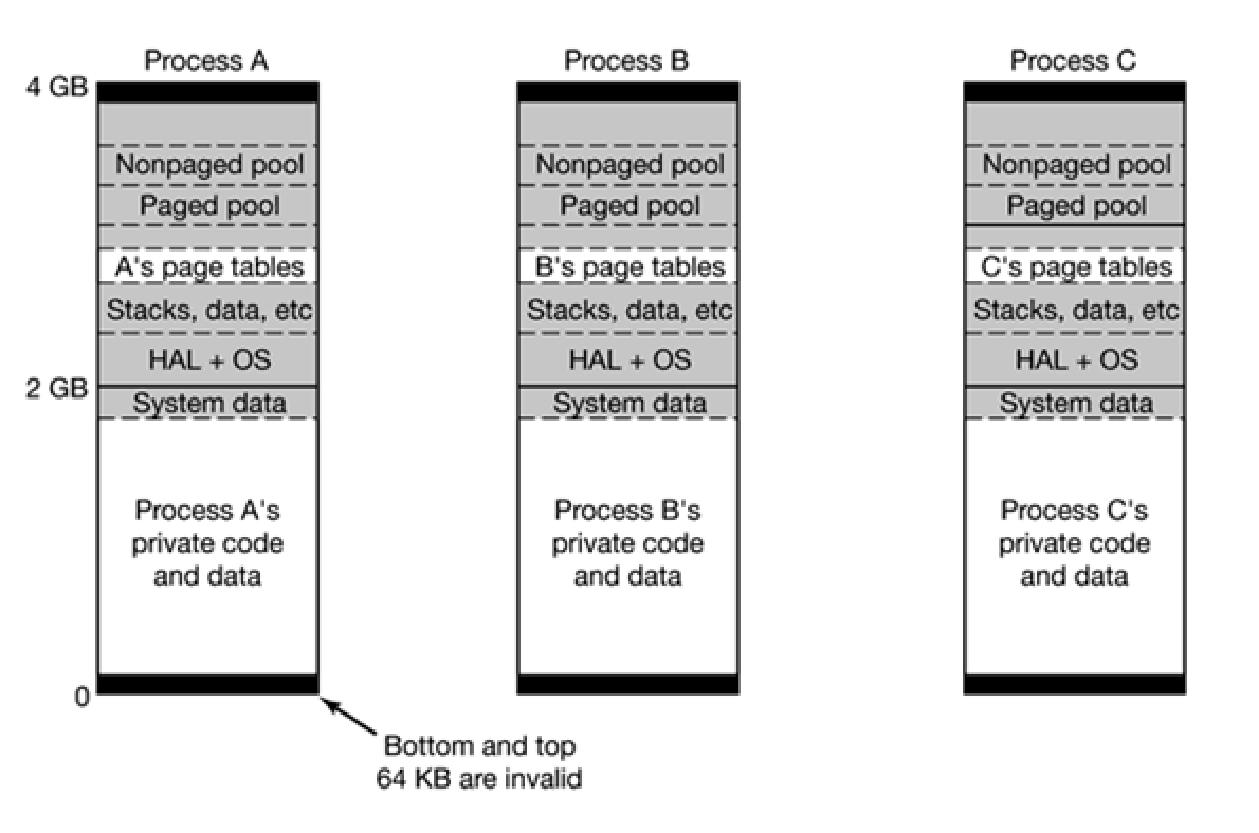 Process A
Process B
Process C
4 GB
Nonpaged pool
Nonpaged pool
Nonpaged pool
Paged pool
Paged pool
Paged pool
A's page tables
B's page tables
C's page tables
Stacks, data, etc
Stacks, data, etc
Stacks, data, etc
HAL + OS
HAL + OS
HAL + OS
2 GB
System data
System data
System data
Process A's
private code
and data
Process B's
private code
and data
Process C's
private code
and data
0
Bottom and top
64 KB are invalid